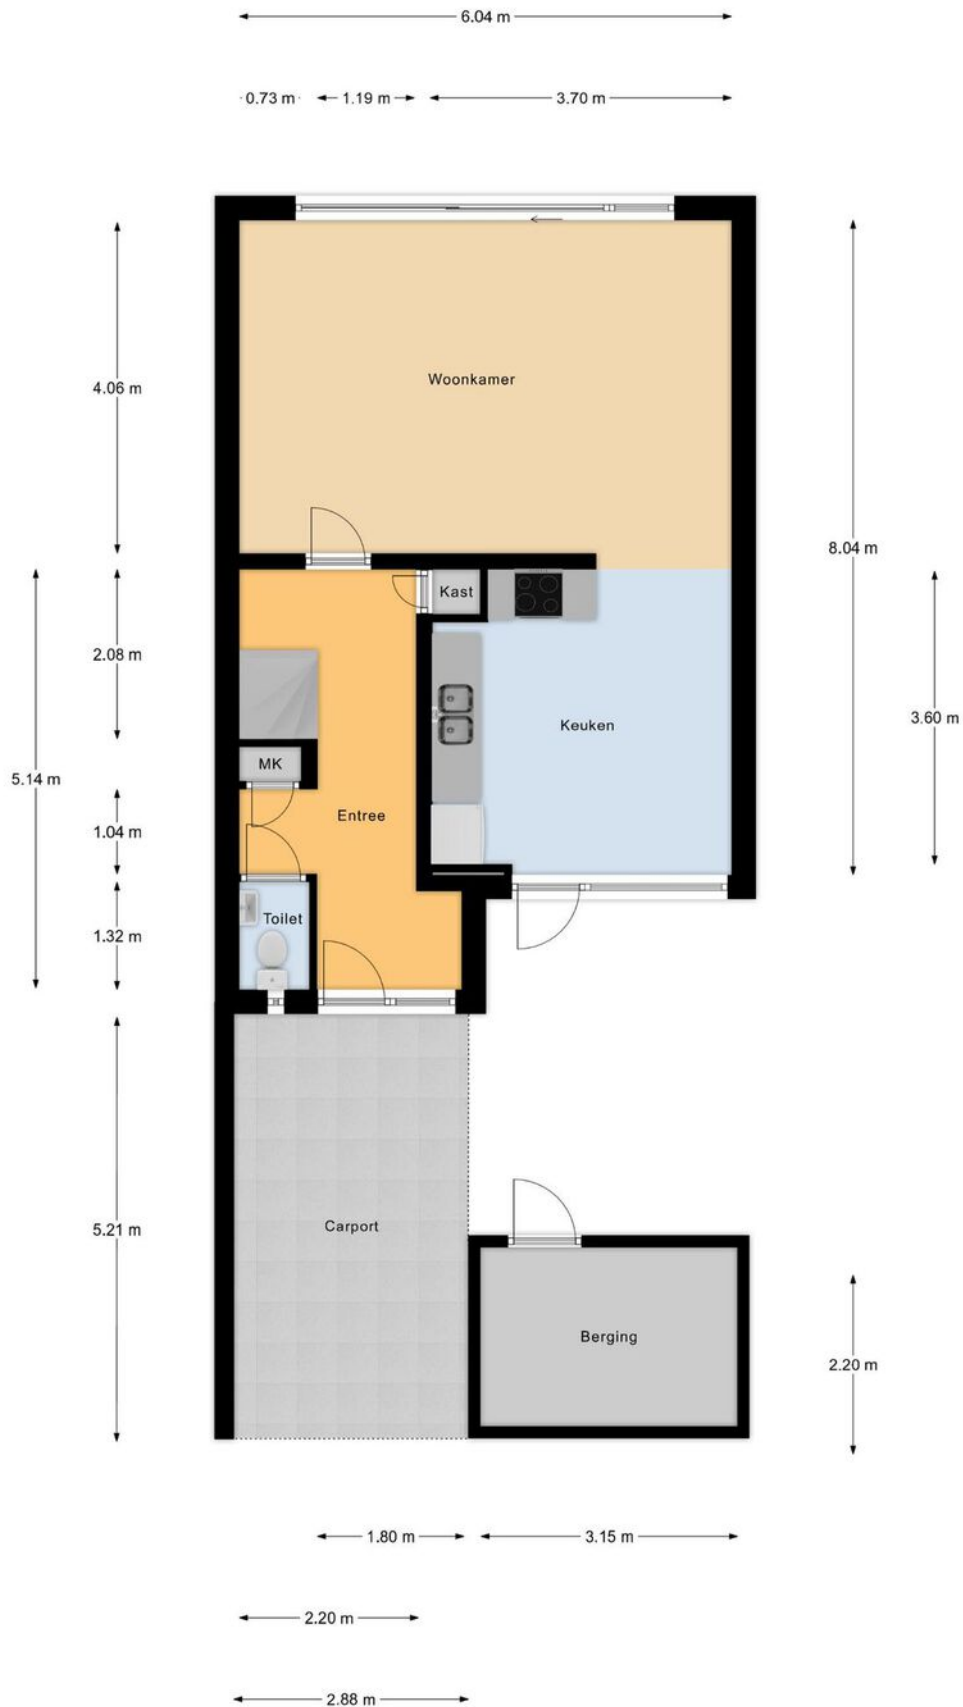 6.04 m
0.73 m 1.19 m 3.70 m
Woonkamer
4.06 m
8.04 m
Kast
2.08 m
3.60 m
Keuken
MK
5.14 m
Entree
1.04 m
Toilet
1.32 m
Carport
5.21 m
Berging
2.20 m
1.80 m 3.15 m
2.20 m
2.88 m